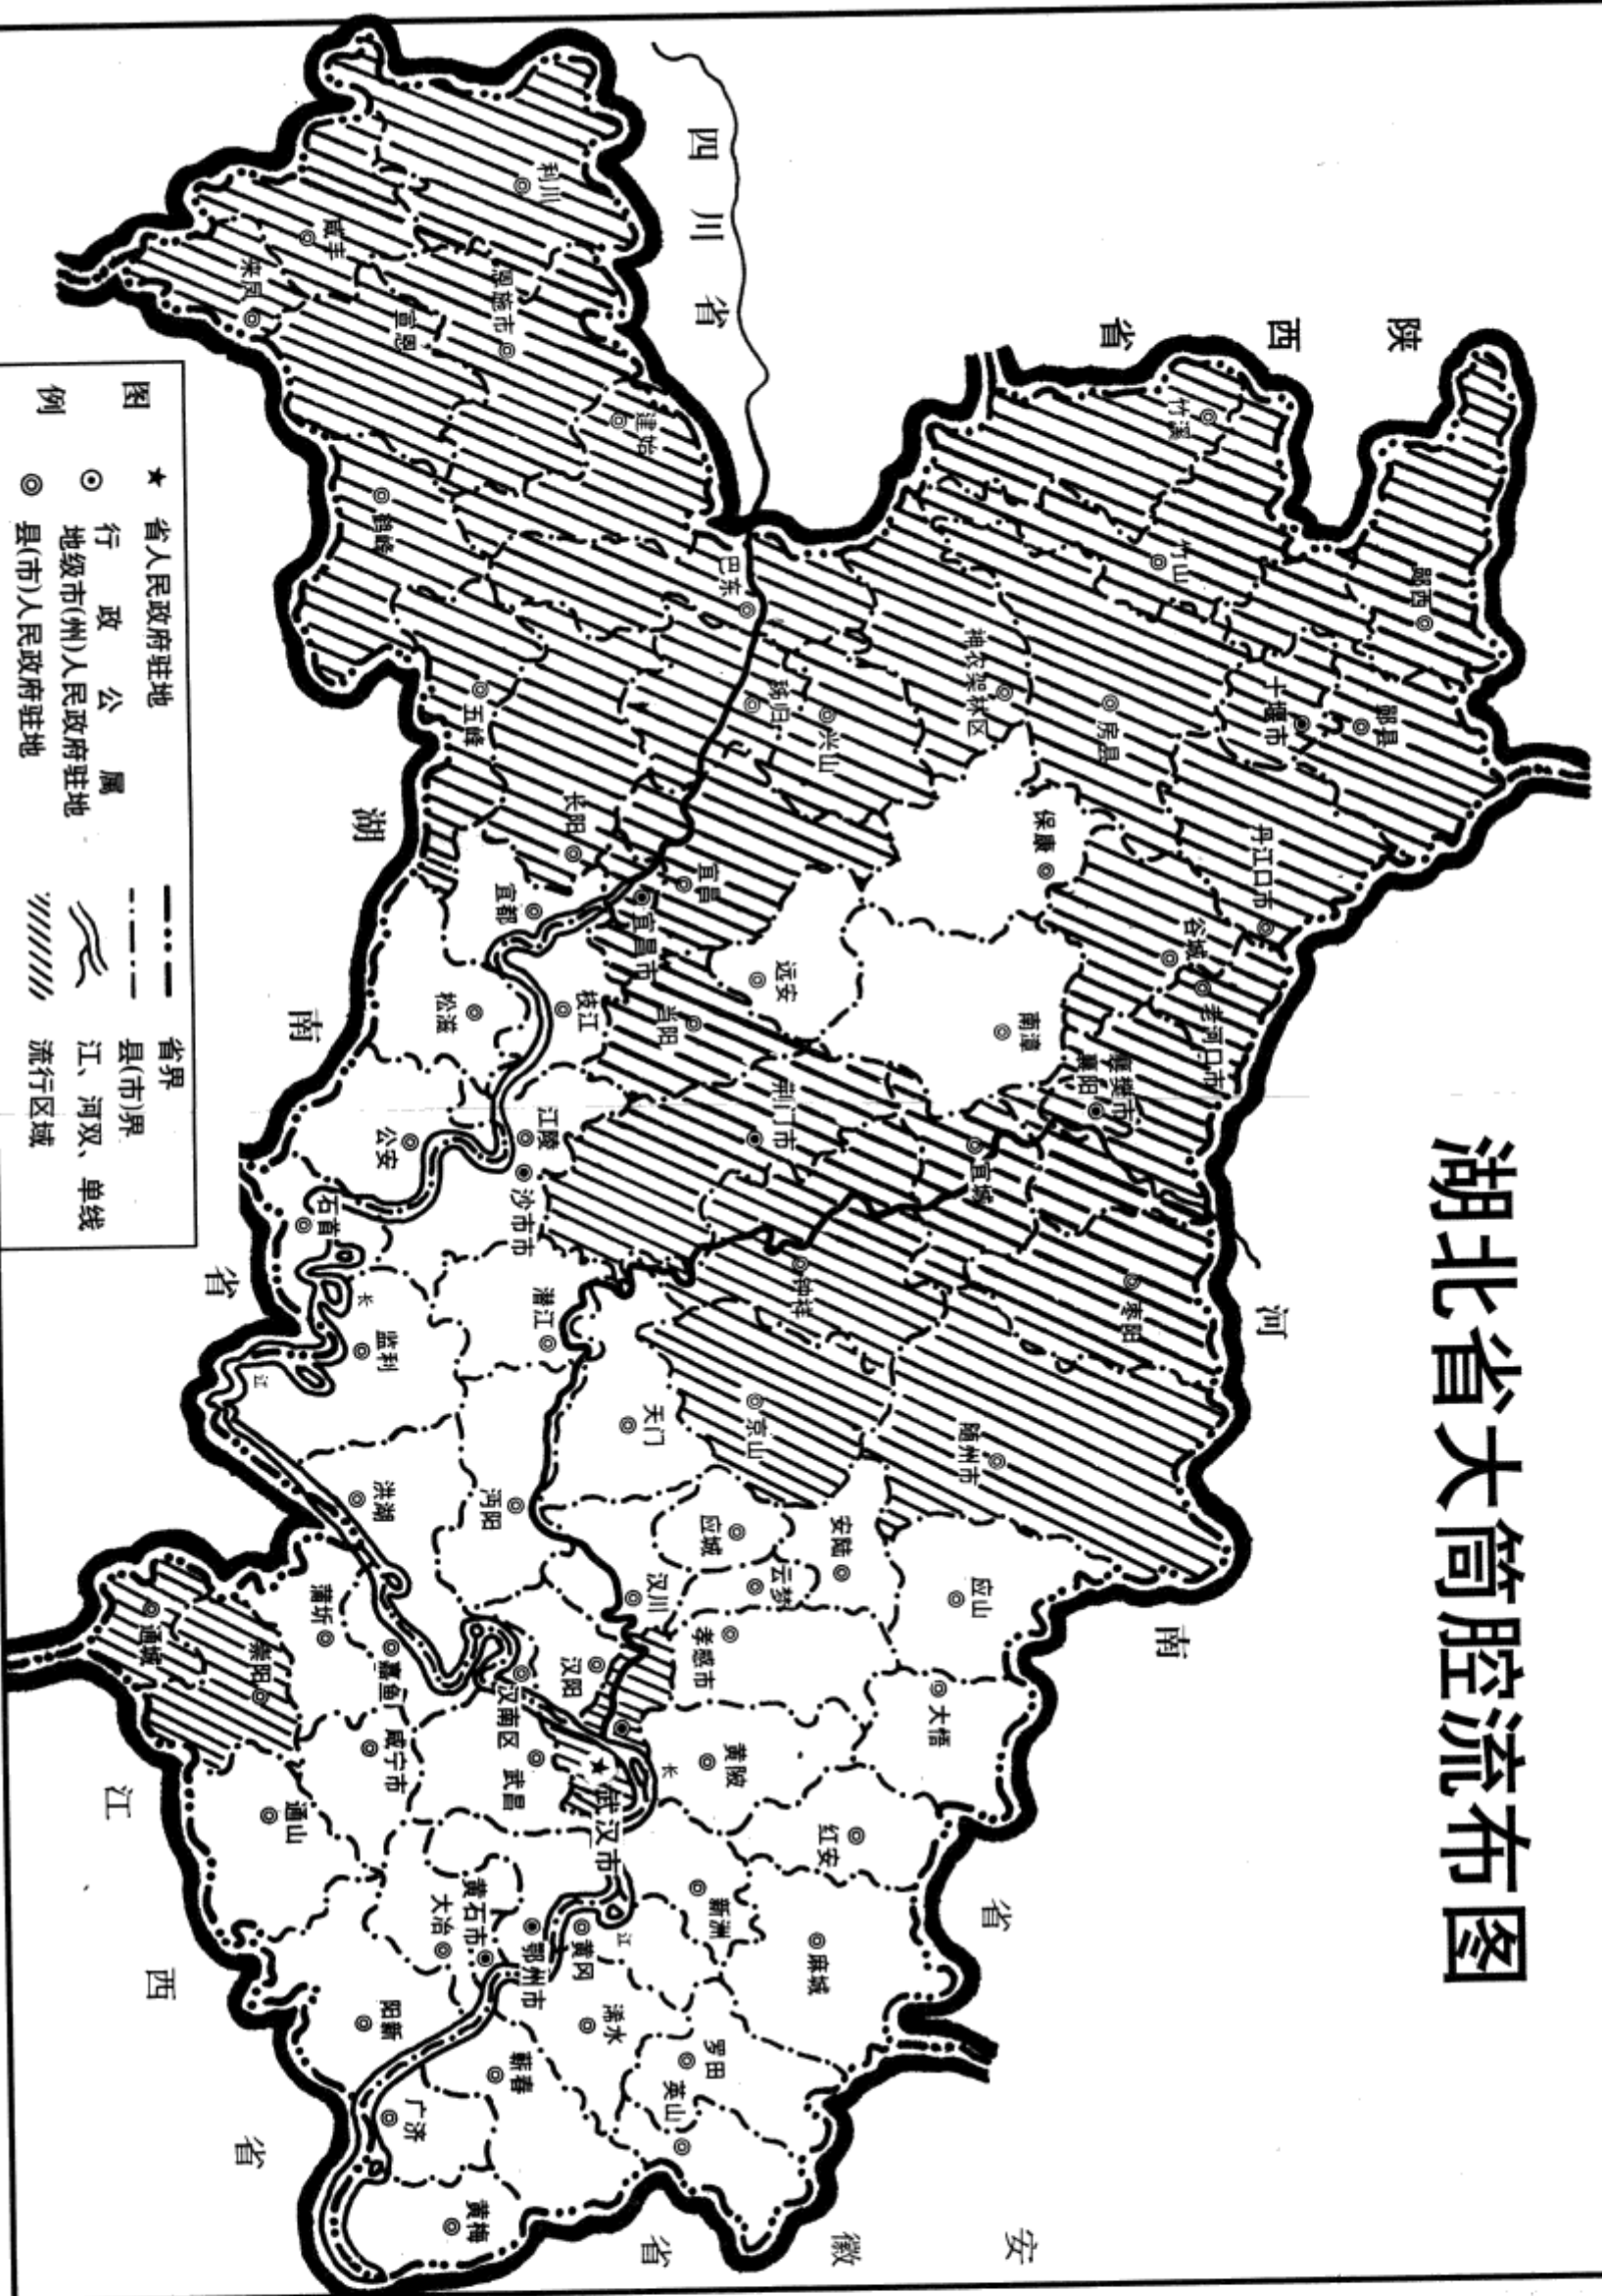 湖北省大筒腔流布图
陕西省
四川省
河南省
安徽省
湖南省
江西省
郧西
郧县
十堰市
竹溪
竹山
房县
丹江口市
谷城
老河口市
襄樊市
襄阳
枣阳
随州市
宜城
南漳
保康
神农架林区
兴山
秭归
巴东
利川
恩施市
建始
咸丰
宣恩
来凤
鹤峰
五峰
长阳
宜昌
宜昌市
宜都
枝江
当阳
远安
荆门市
钟祥
京山
松滋
公安
江陵
沙市市
石首
监利
潜江
天门
沔阳
洪湖
应山
安陆
应城
云梦
汉川
孝感市
大悟
黄陂
红安
汉阳
汉南区
武昌
武汉市
新洲
麻城
蒲圻
嘉鱼
咸宁市
通城
崇阳
通山
黄石市
大冶
鄂州市
黄冈
浠水
罗田
英山
蕲春
阳新
广济
黄梅
长
江
长
江
图例
★ 省人民政府驻地
行政公属
地级市(州)人民政府驻地
县(市)人民政府驻地
省界
县(市)界
江、河双、单线
流行区域